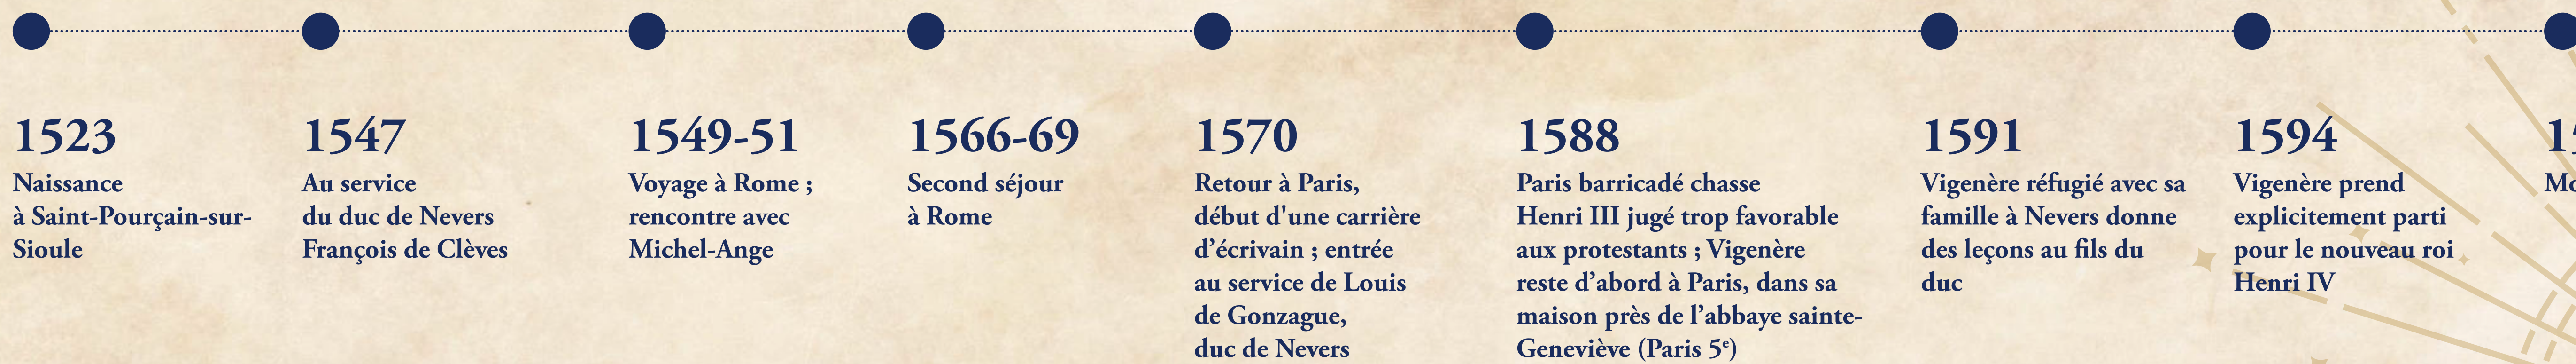 1523
Naissance
à Saint-Pourçain-sur-
Sioule
1547
Au service
du duc de Nevers
François de Clèves
1549-51
Voyage à Rome ;
rencontre avec
Michel-Ange
1566-69
Second séjour
à Rome
1570
Retour à Paris,
début d'une carrière
d’écrivain ; entrée
au service de Louis
de Gonzague,
duc de Nevers
1588
Paris barricadé chasse
Henri III jugé trop favorable
aux protestants ; Vigenère
reste d’abord à Paris, dans sa
maison près de l’abbaye sainte-
Geneviève (Paris 5e)
1591
Vigenère réfugié avec sa
famille à Nevers donne
des leçons au fils du
duc
1594
Vigenère prend
explicitement parti
pour le nouveau roi
Henri IV